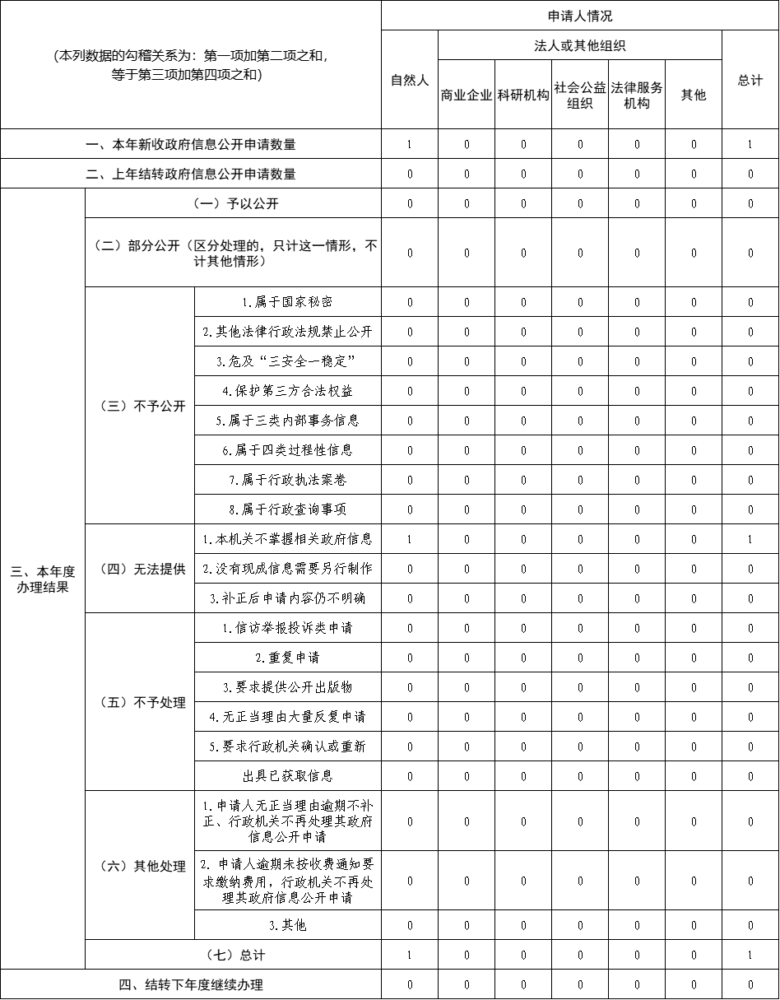 (本列数据的勾稽关系为：第一项加第二项之和，
等于第三项加第四项之和)
申请人情况
自然人
法人或其他组织
总计
商业企业 科研机构 社会公益组织 法律服务机构 其他
一、本年新收政府信息公开申请数量 1 0 0 0 0 0 1
二、上年结转政府信息公开申请数量 0 0 0 0 0 0 0
三、本年度
办理结果
（一）予以公开 0 0 0 0 0 0 0
（二）部分公开（区分处理的，只计这一情形，不
计其他情形） 0 0 0 0 0 0 0
（三）不予公开
1.属于国家秘密 0 0 0 0 0 0 0
2.其他法律行政法规禁止公开 0 0 0 0 0 0 0
3.危及“三安全一稳定” 0 0 0 0 0 0 0
4.保护第三方合法权益 0 0 0 0 0 0 0
5.属于三类内部事务信息 0 0 0 0 0 0 0
6.属于四类过程性信息 0 0 0 0 0 0 0
7.属于行政执法案卷 0 0 0 0 0 0 0
8.属于行政查询事项 0 0 0 0 0 0 0
（四）无法提供
1.本机关不掌握相关政府信息 1 0 0 0 0 0 1
2.没有现成信息需要另行制作 0 0 0 0 0 0 0
3.补正后申请内容仍不明确 0 0 0 0 0 0 0
（五）不予处理
1.信访举报投诉类申请 0 0 0 0 0 0 0
2.重复申请 0 0 0 0 0 0 0
3.要求提供公开出版物 0 0 0 0 0 0 0
4.无正当理由大量反复申请 0 0 0 0 0 0 0
5.要求行政机关确认或重新 0 0 0 0 0 0 0
出具已获取信息 0 0 0 0 0 0 0
（六）其他处理
1.申请人无正当理由逾期不补
正、行政机关不再处理其政府
信息公开申请 0 0 0 0 0 0 0
2. 申请人逾期未按收费通知要
求缴纳费用，行政机关不再处
理其政府信息公开申请 0 0 0 0 0 0 0
3.其他 0 0 0 0 0 0 0
（七）总计 1 0 0 0 0 0 1
四、结转下年度继续办理 0 0 0 0 0 0 0